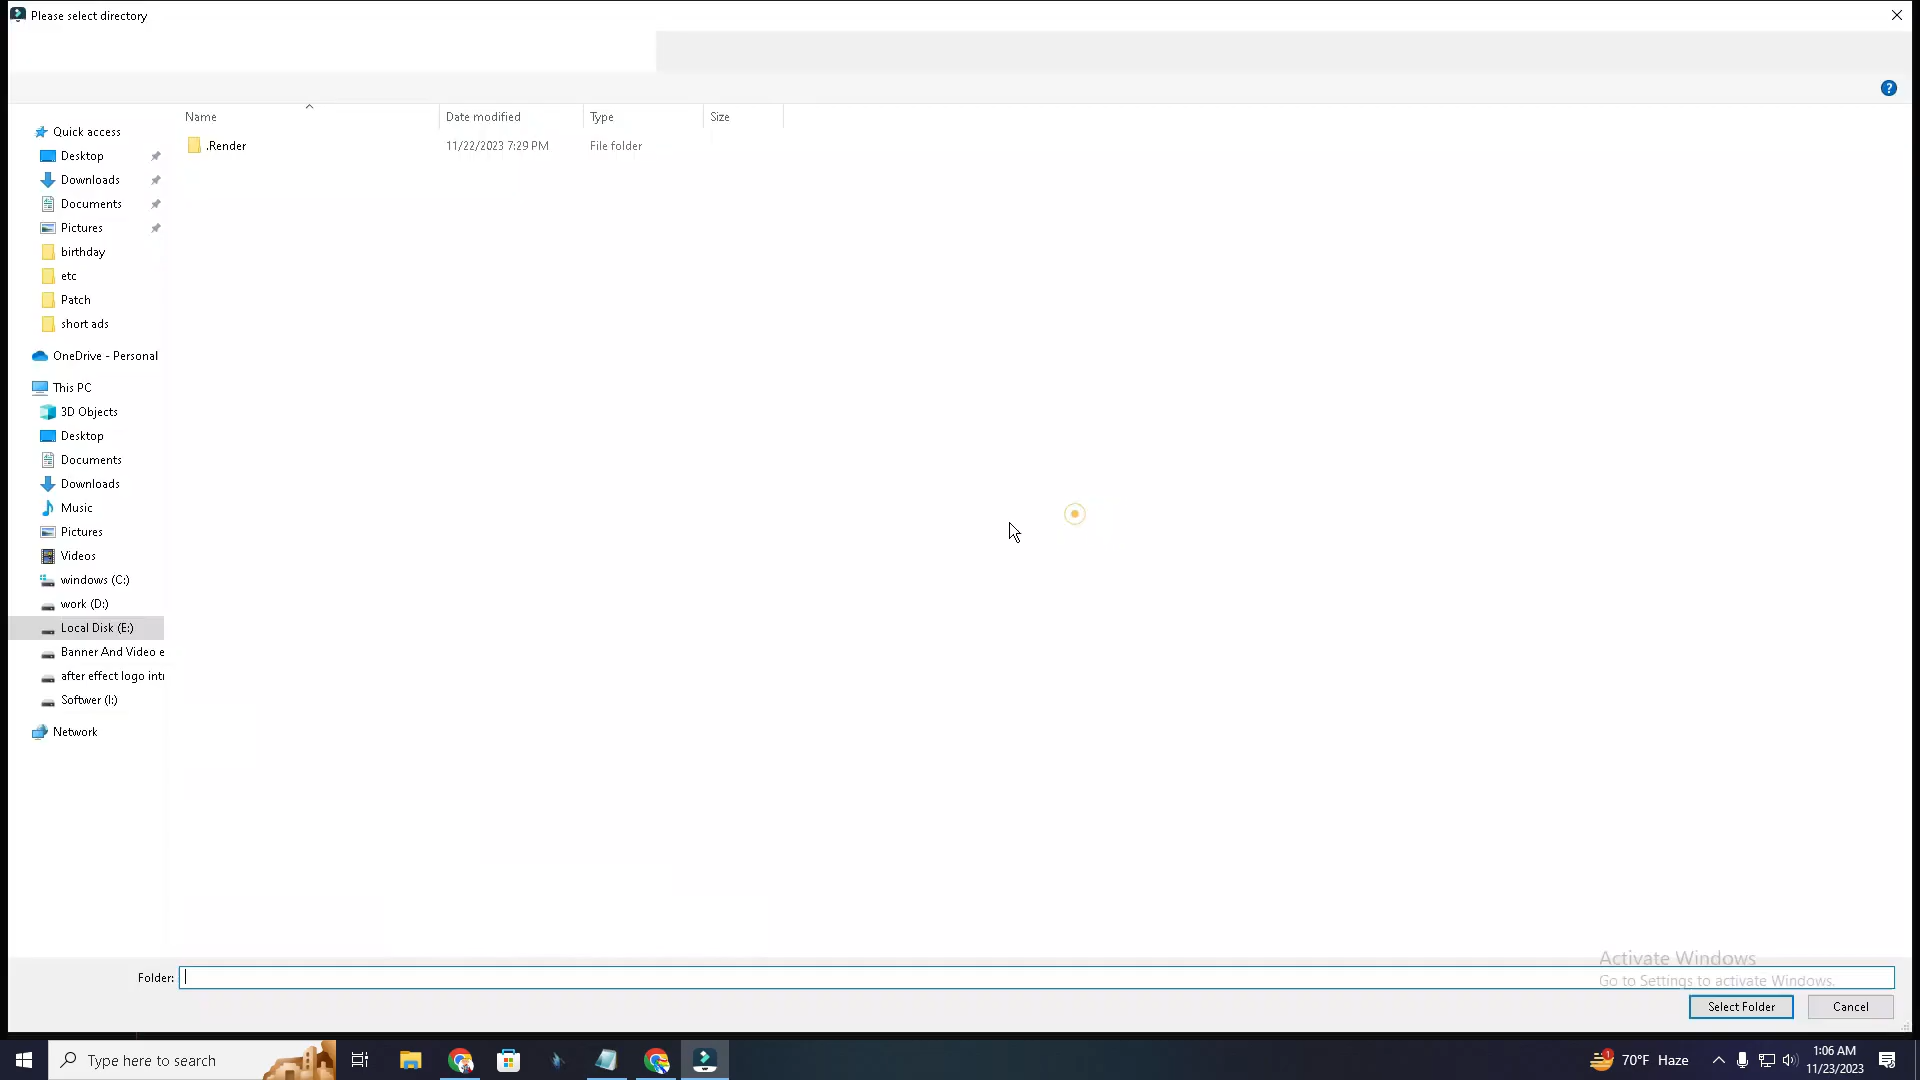 Please select directory
Name
Date modified
Type
Size
.Render
11/22/2023 7:29 PM
File folder
Quick access
Desktop
Downloads
Documents
Pictures
birthday
etc
Patch
short ads
OneDrive - Personal
This PC
3D Objects
Desktop
Documents
Downloads
Music
Pictures
Videos
windows (C:)
work (D:)
Local Disk (E:)
Banner And Video e
after effect logo intr
Softwer (I:)
Network
Activate Windows
Go to Settings to activate Windows.
Folder:
Select Folder
Cancel
Type here to search
1
70°F Haze
1:06 AM
11/23/2023